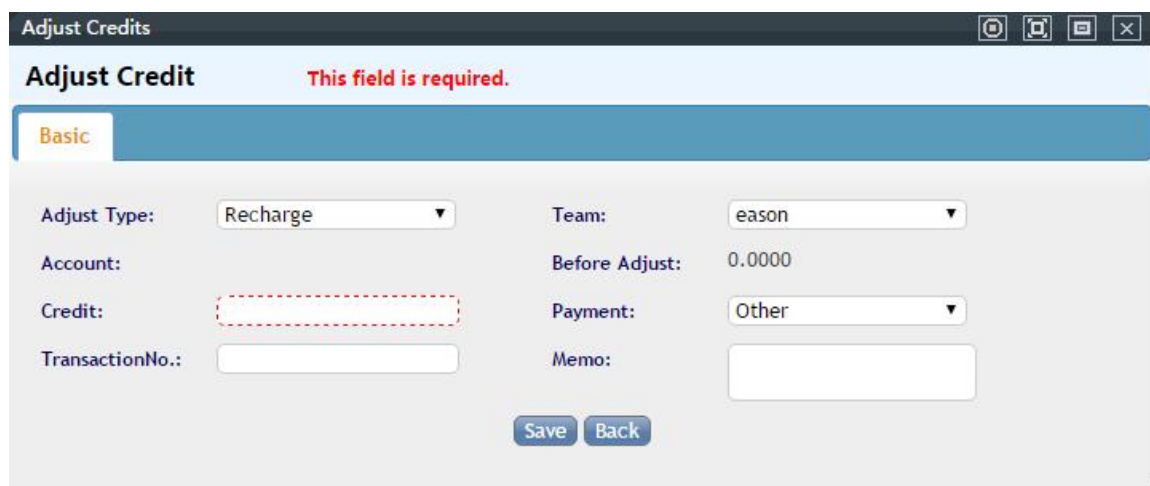 Adjust Credits
Adjust Credit This field is required.
Basic
Adjust Type: Recharge Team: eason
Account: Before Adjust: 0.0000
Credit: Payment: Other
TransactionNo.: Memo:
Save Back